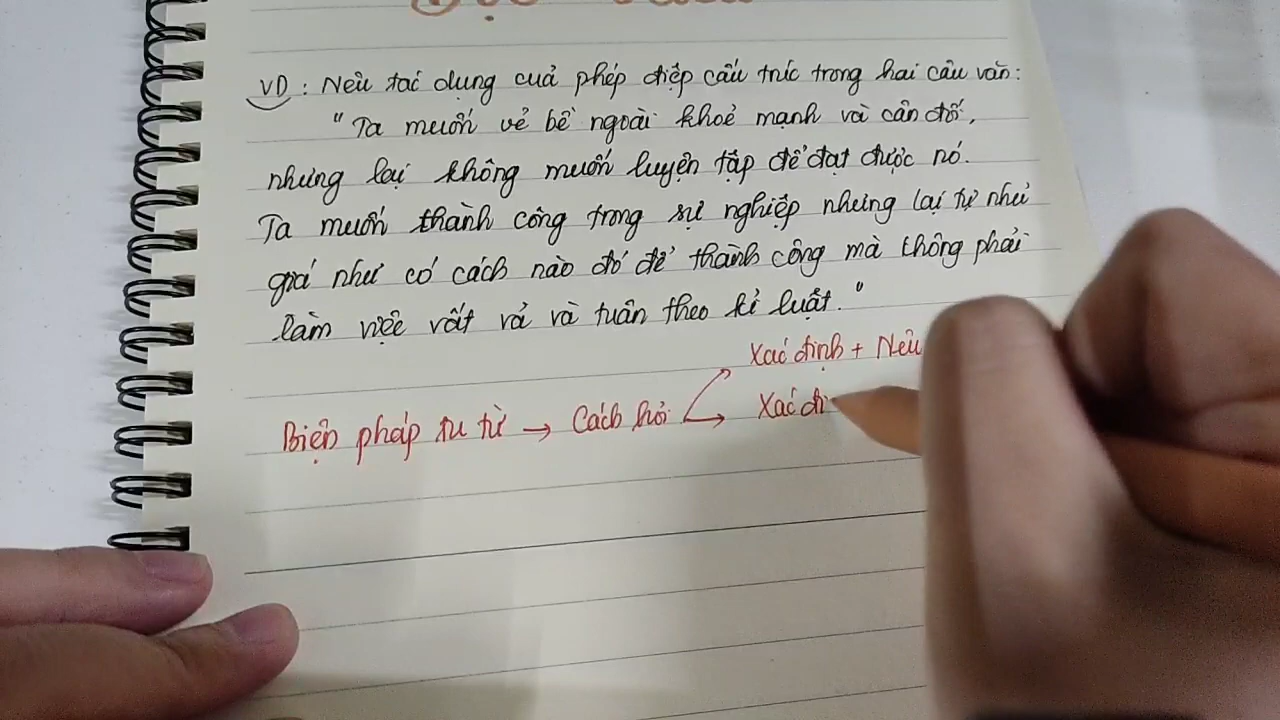 VD : Nêu tác dụng của phép điệp cấu trúc trong hai câu văn:
"Ta muốn vẻ bề ngoài khoẻ mạnh và cân đối,
nhưng lại không muốn luyện tập để đạt được nó.
Ta muốn thành công trong sự nghiệp nhưng lại tự như
giá như có cách nào đó để thành công mà không phải
làm việc vất vả và tuân theo kỉ luật."
Xác định + Nêu
Biện pháp tu từ → Cách hỏi
Xác đi